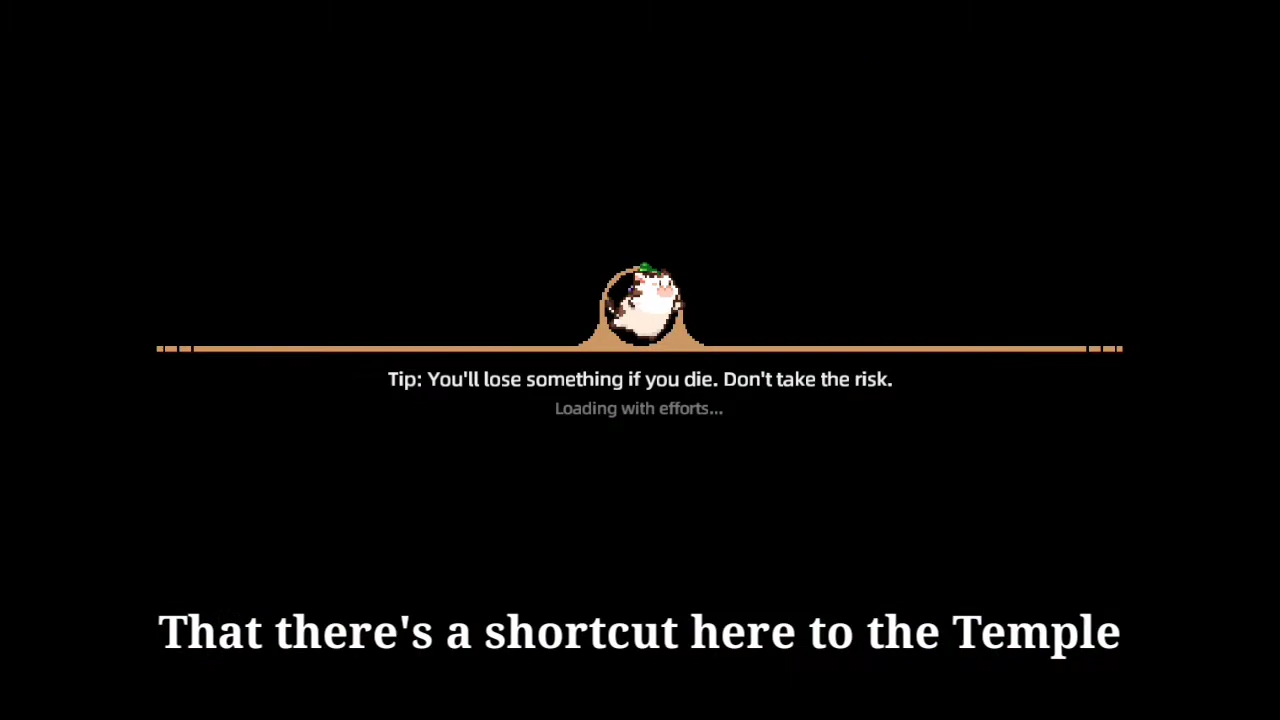 Tip: You'll lose something if you die. Don't take the risk.
Loading with efforts...
That there's a shortcut here to the Temple